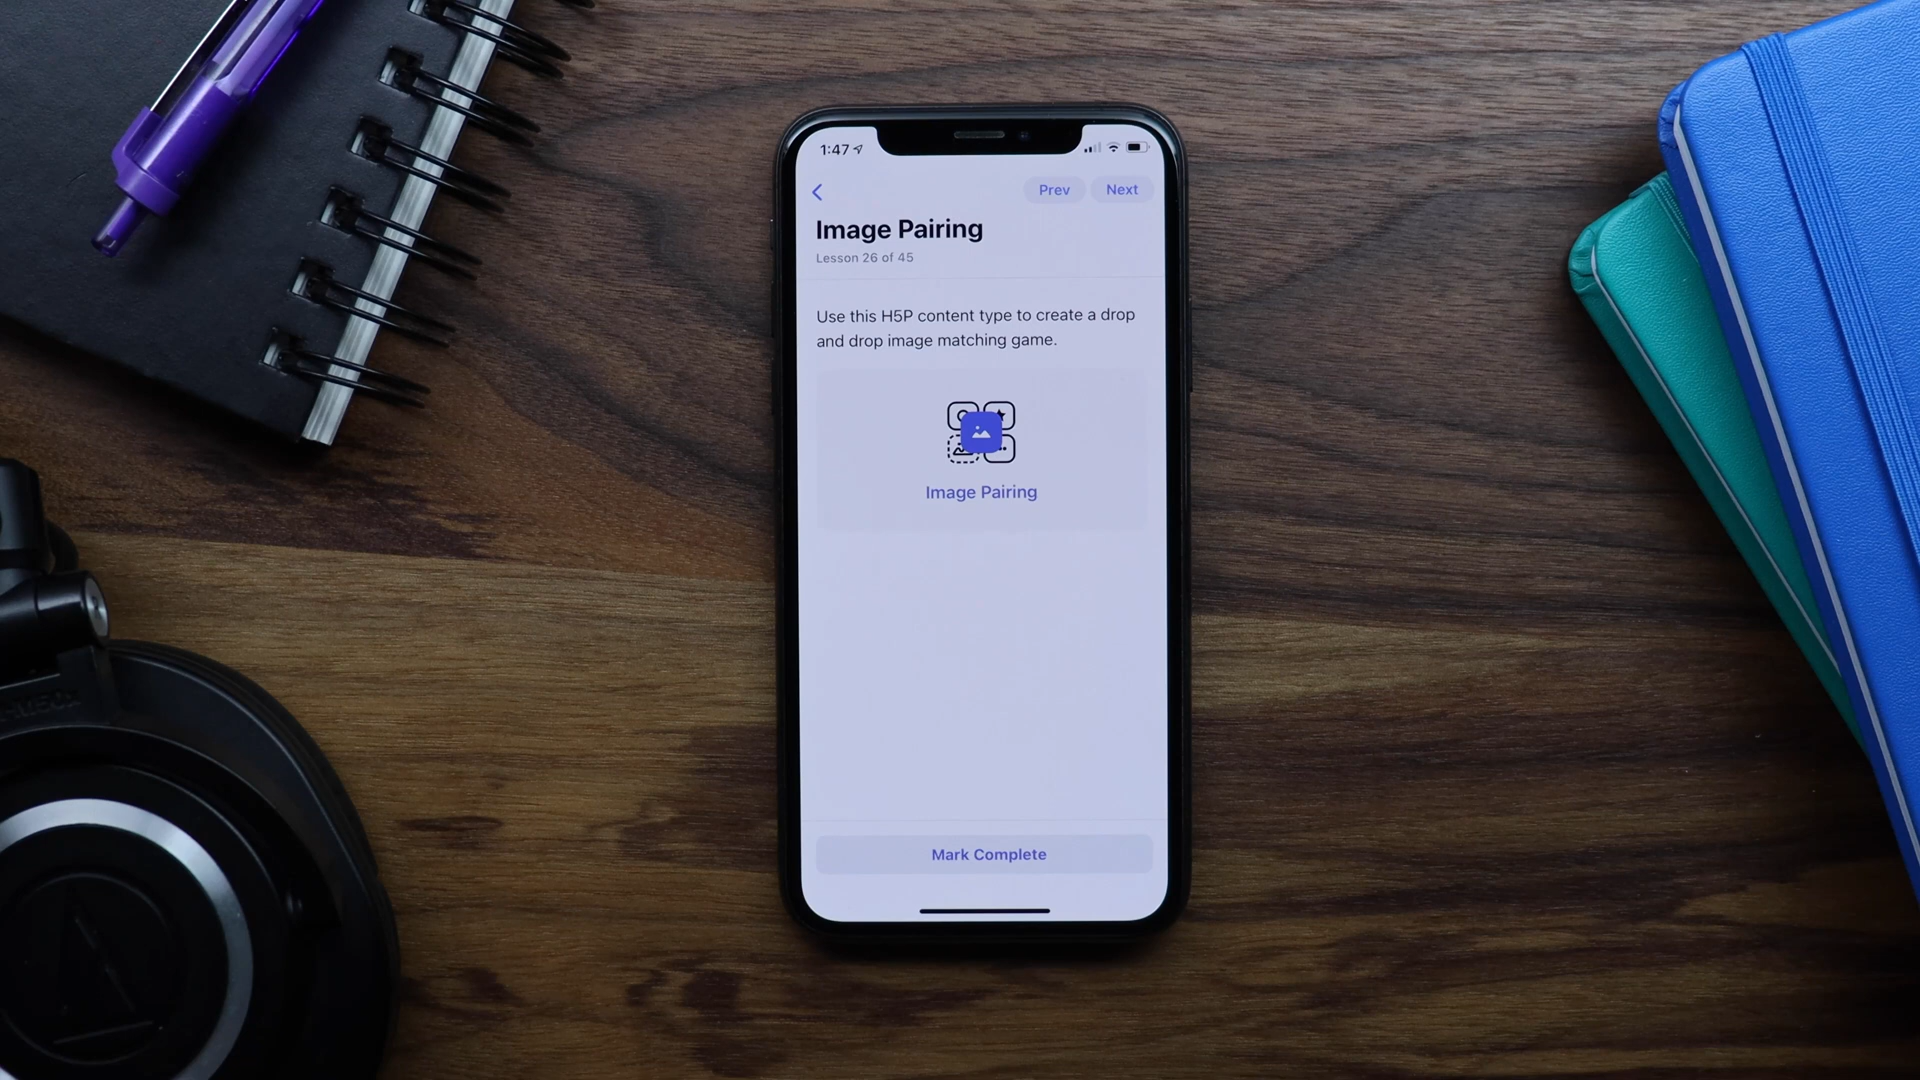 1:47
Prev
Next
Image Pairing
Lesson 26 of 45
Use this H5P content type to create a drop
and drop image matching game.
Image Pairing
Mark Complete